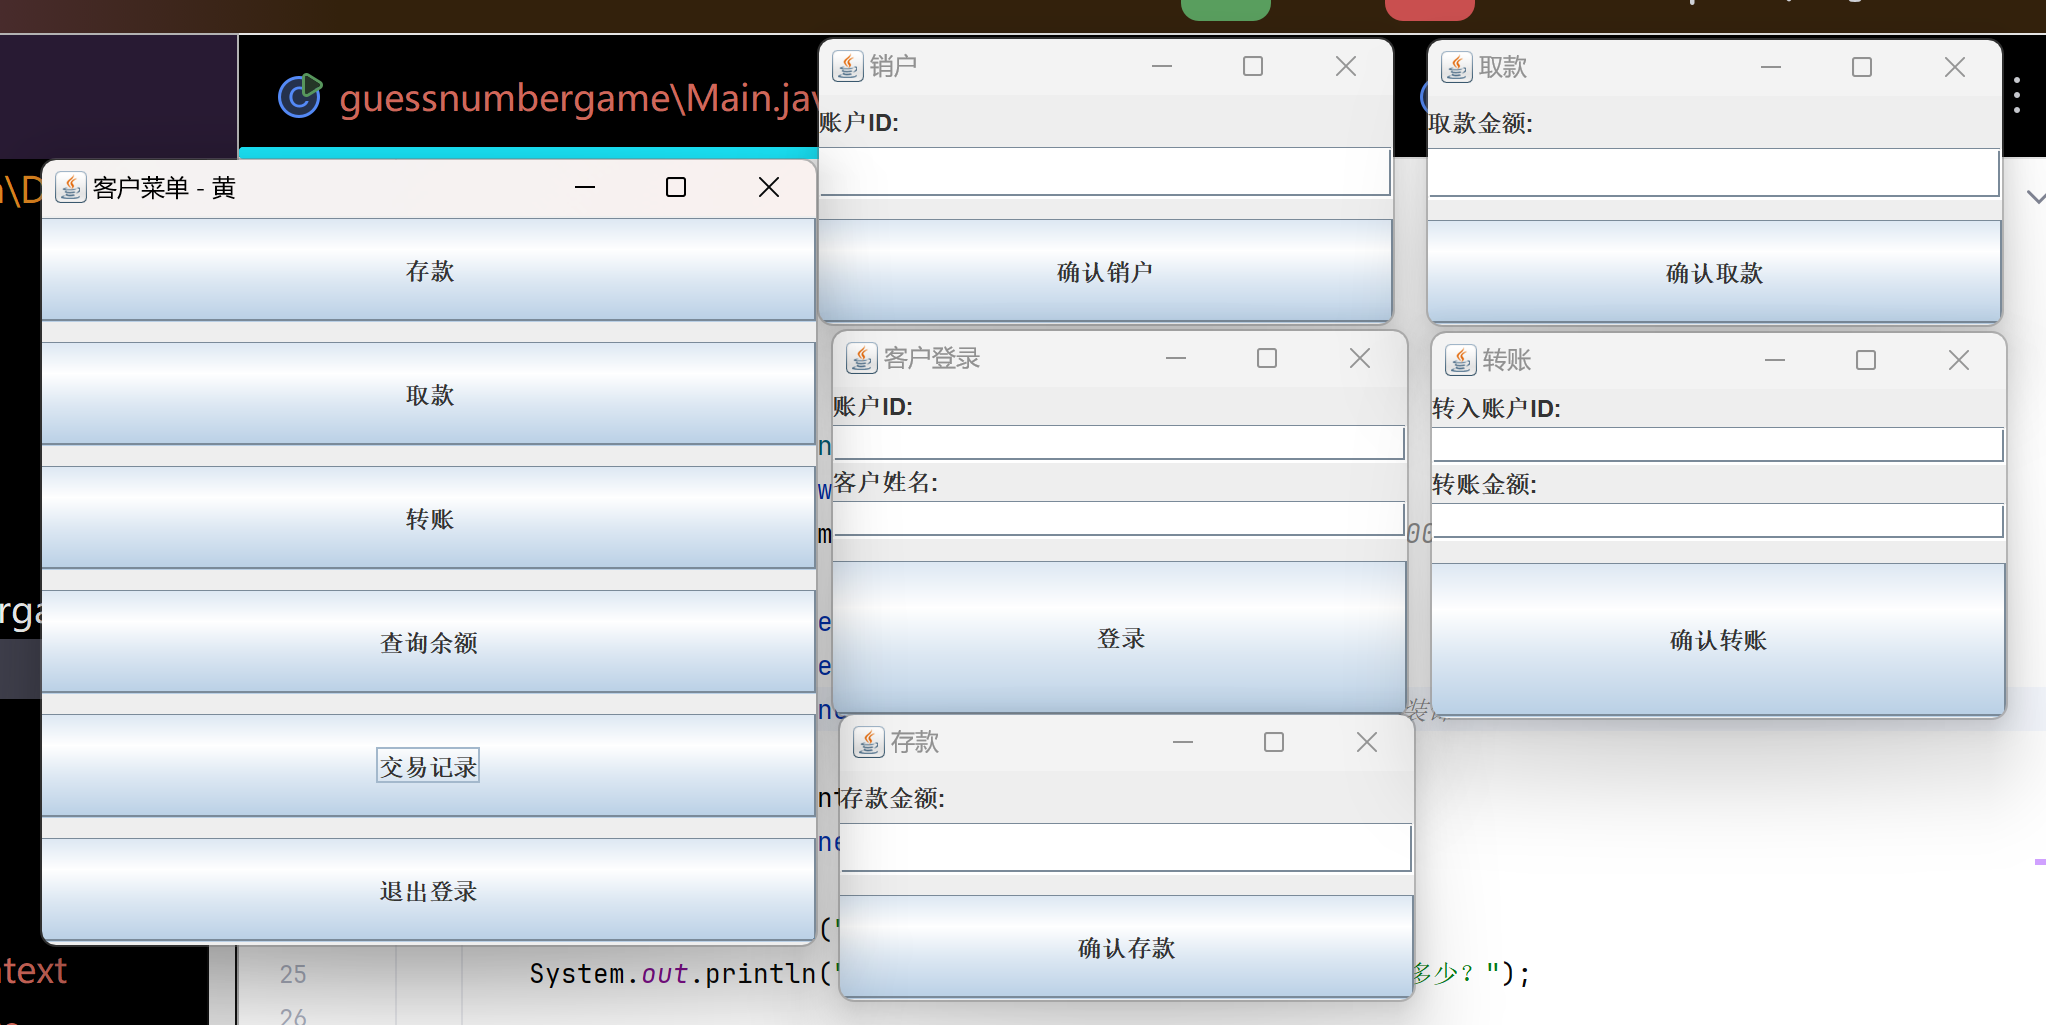 guessnumbergame\Main.jav
客户菜单 - 黄
存款
取款
转账
查询余额
交易记录
退出登录
销户
账户ID:
确认销户
取款
取款金额:
确认取款
客户登录
账户ID:
客户姓名:
登录
转账
转入账户ID:
转账金额:
确认转账
存款
存款金额:
确认存款
text
25
System.out.println("
多少？");
26